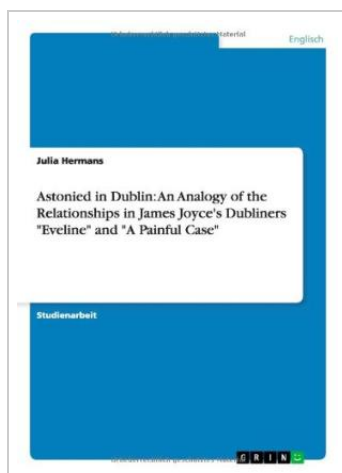 Englisch
Julia Hermans
Astonied in Dublin: An Analogy of the
Relationships in James Joyce's Dubliners
"Eveline" and "A Painful Case"
Studienarbeit
G R I N